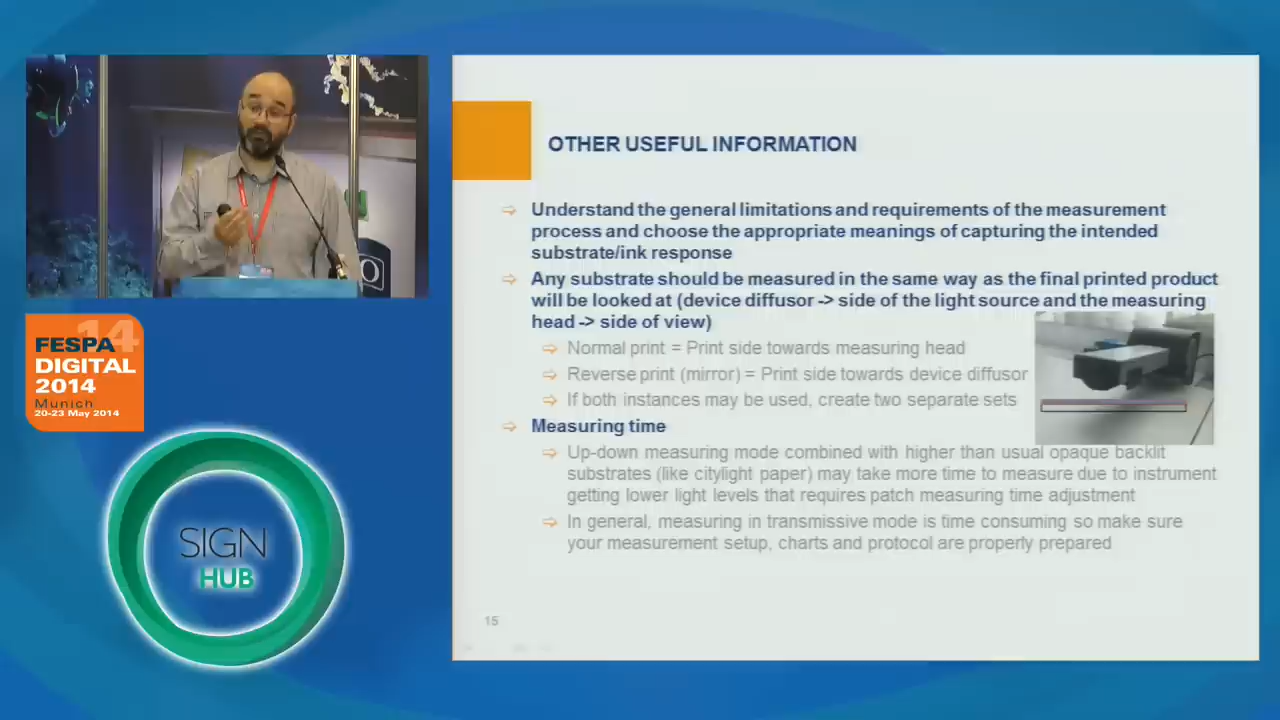 OTHER USEFUL INFORMATION
Understand the general limitations and requirements of the measurement
process and choose the appropriate meanings of capturing the intended
substrate/ink response
Any substrate should be measured in the same way as the final printed product
will be looked at (device diffusor -> side of the light source and the measuring
head -> side of view)
Normal print = Print side towards measuring head
Reverse print (mirror) = Print side towards device diffusor
If both instances may be used, create two separate sets
Measuring time
Up-down measuring mode combined with higher than usual opaque backlit
substrates (like citylight paper) may take more time to measure due to instrument
getting lower light levels that requires patch measuring time adjustment
In general, measuring in transmissive mode is time consuming so make sure
your measurement setup, charts and protocol are properly prepared
15
14
FESPA
DIGITAL
2014
Munich
20-23 May 2014
SIGN
HUB